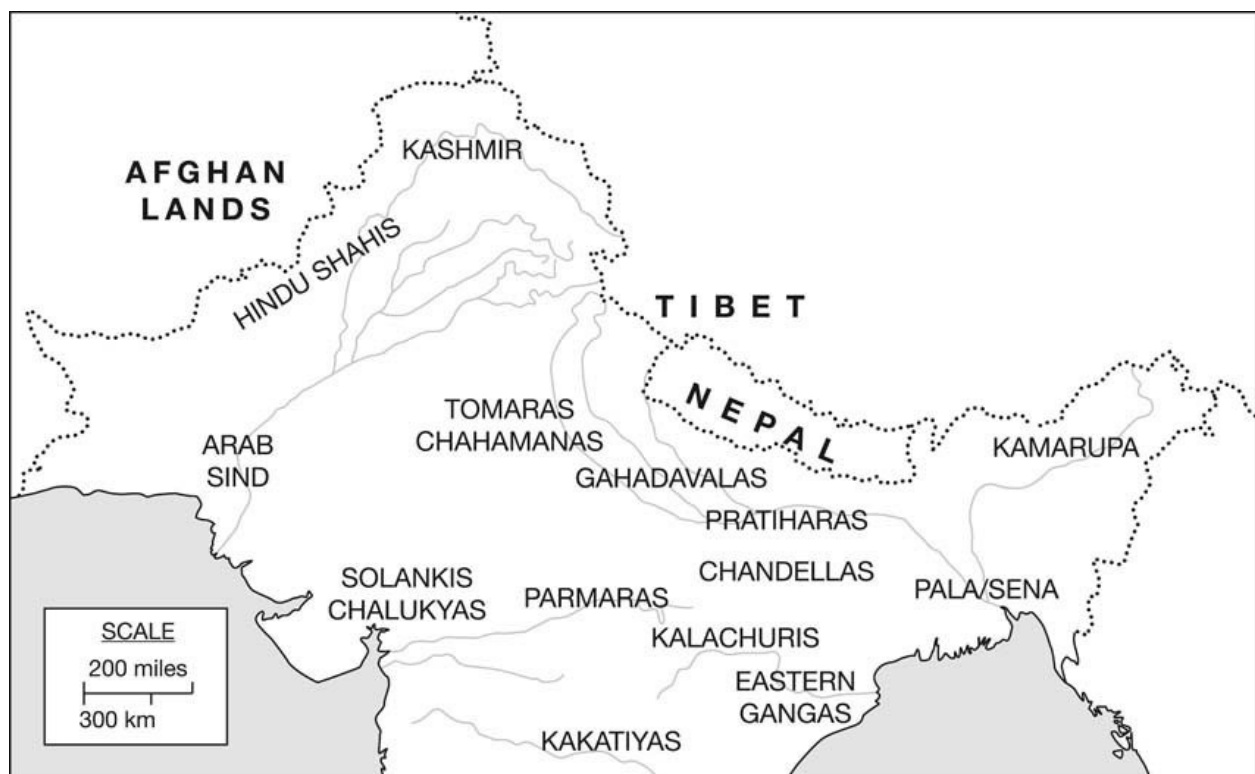 KASHMIR
AFGHAN
LANDS
HINDU SHAHIS
TIBET
NEPAL
TOMARAS
CHAHAMANAS
ARAB
SIND
KAMARUPA
GAHADAVALAS
PRATIHARAS
CHANDELLAS
SOLANKIS
CHALUKYAS
PARMARAS
PALA/SENA
KALACHURIS
EASTERN
GANGAS
KAKATIYAS
SCALE
200 miles
300 km